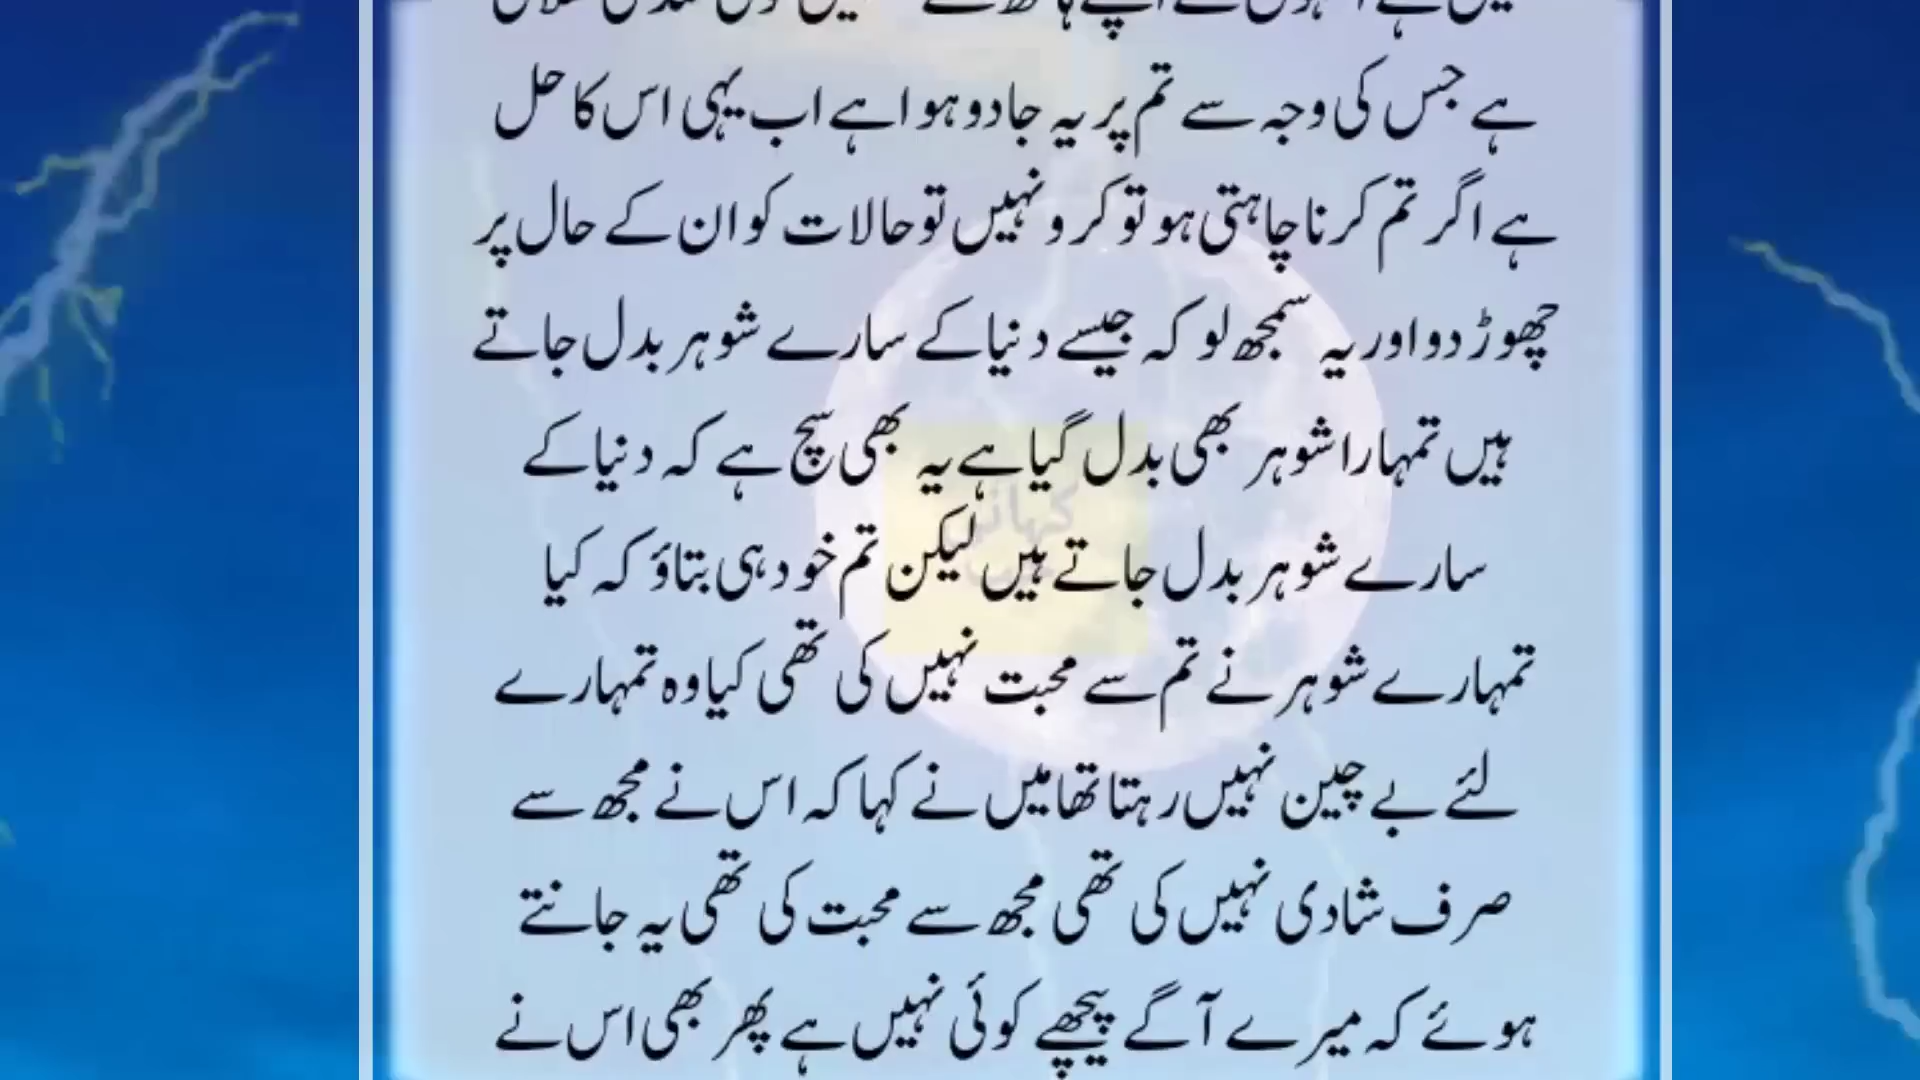 ہے جس کی وجہ سے تم پر یہ جادو ہوا ہے اب یہی اس کا حل
ہے اگر تم کرنا چاہتی ہو تو کرو نہیں تو حالات کو ان کے حال پر
چھوڑ دو اور یہ سمجھ لو کہ جیسے دنیا کے سارے شوہر بدل جاتے
ہیں تمہارا شوہر بھی بدل گیا ہے یہ بھی سچ ہے کہ دنیا کے
سارے شوہر بدل جاتے ہیں لیکن تم خود ہی بتاؤ کہ کیا
تمہارے شوہر نے تم سے محبت نہیں کی تھی کیا وہ تمہارے
لئے بے چین نہیں رہتا تھا میں نے کہا کہ اس نے مجھ سے
صرف شادی نہیں کی تھی مجھ سے محبت کی تھی یہ جانتے
ہوئے کہ میرے آگے پیچھے کوئی نہیں ہے پھر بھی اس نے